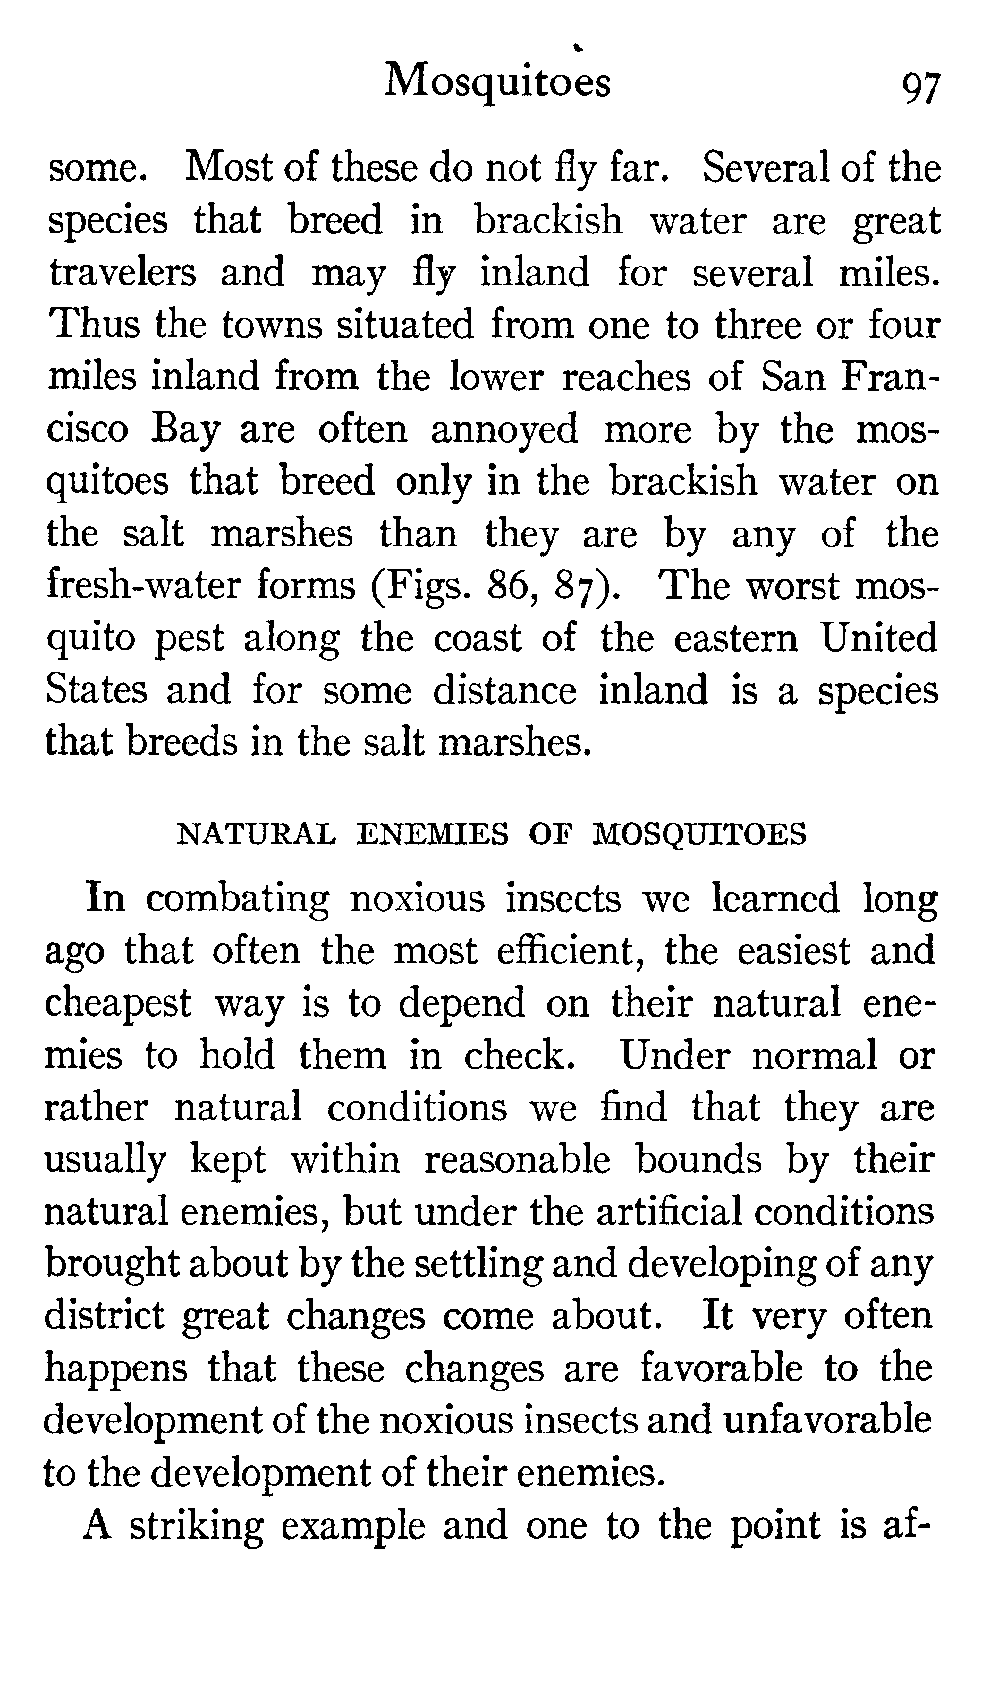 Mosquitoes 97
some. Most of these do not fly far. Several of the
species that breed in brackish water are great
travelers and may fly inland for several miles.
Thus the towns situated from one to three or four
miles inland from the lower reaches of San Fran-
cisco Bay are often annoyed more by the mos-
quitoes that breed only in the brackish water on
the salt marshes than they are by any of the
fresh-water forms (Figs. 86, 87). The worst mos-
quito pest along the coast of the eastern United
States and for some distance inland is a species
that breeds in the salt marshes.
NATURAL ENEMIES OF MOSQUITOES
In combating noxious insects we learned long
ago that often the most efficient, the easiest and
cheapest way is to depend on their natural ene-
mies to hold them in check. Under normal or
rather natural conditions we find that they are
usually kept within reasonable bounds by their
natural enemies, but under the artificial conditions
brought about by the settling and developing of any
district great changes come about. It very often
happens that these changes are favorable to the
development of the noxious insects and unfavorable
to the development of their enemies.
A striking example and one to the point is af-